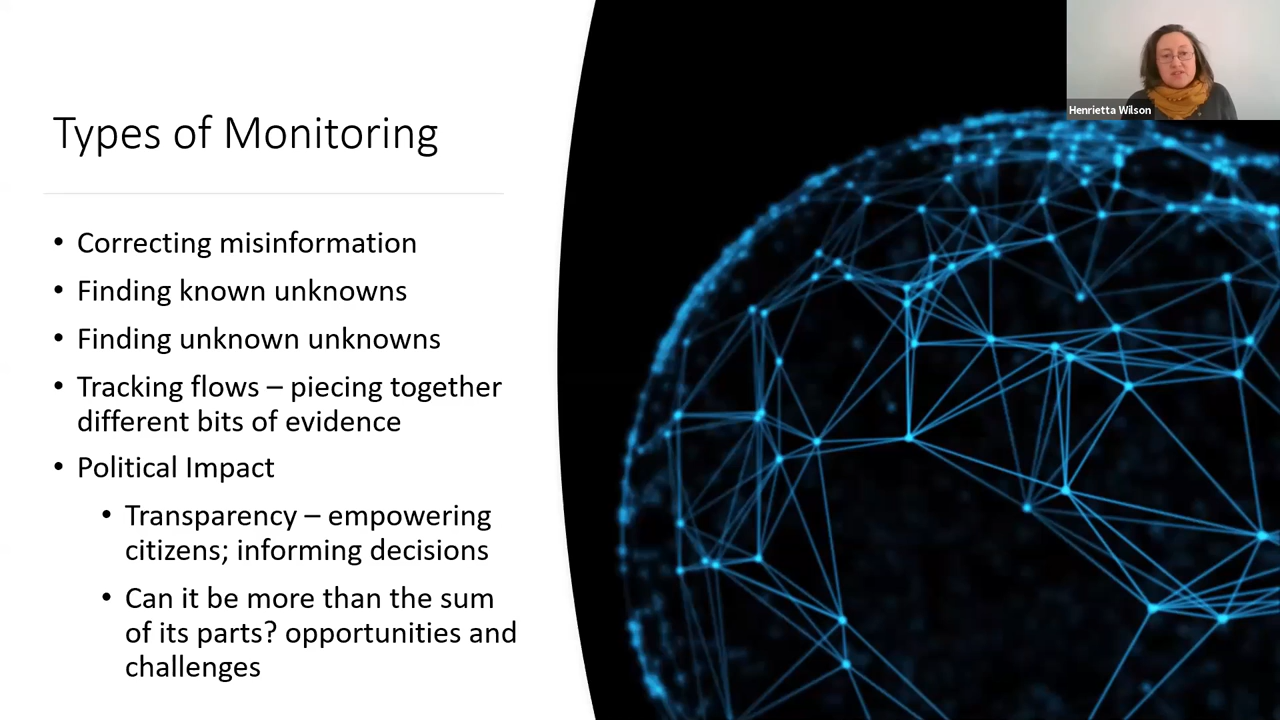 Henrietta Wilson
Types of Monitoring
• Correcting misinformation
• Finding known unknowns
• Finding unknown unknowns
• Tracking flows – piecing together
different bits of evidence
• Political Impact
• Transparency – empowering
citizens; informing decisions
• Can it be more than the sum
of its parts? opportunities and
challenges